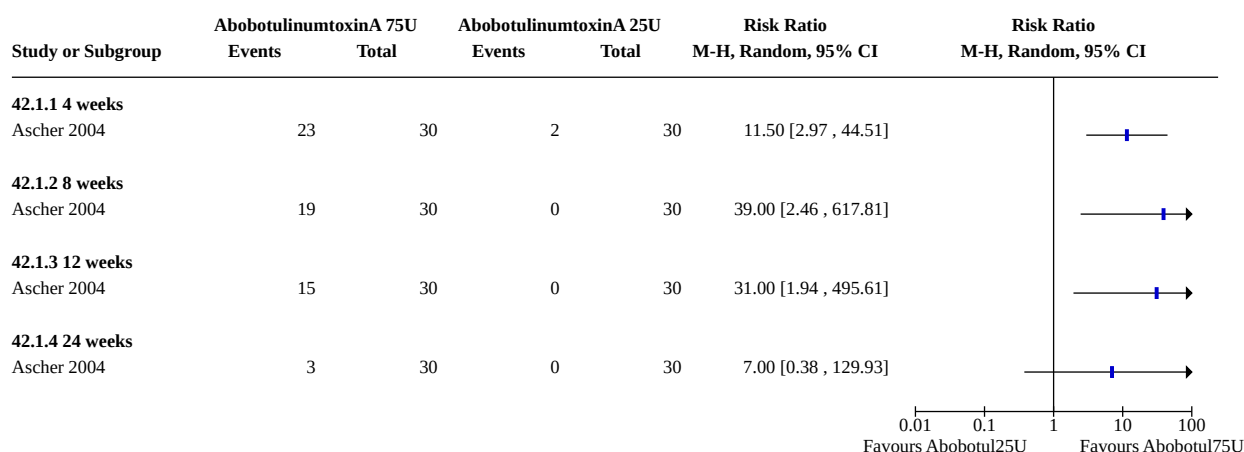 AbobotulinumtoxinA 75U AbobotulinumtoxinA 25U Risk Ratio Risk Ratio
Study or Subgroup Events Total Events Total M-H, Random, 95% CI M-H, Random, 95% CI
42.1.1 4 weeks
Ascher 2004 23 30 2 30 11.50 [2.97 , 44.51]
42.1.2 8 weeks
Ascher 2004 19 30 0 30 39.00 [2.46 , 617.81]
42.1.3 12 weeks
Ascher 2004 15 30 0 30 31.00 [1.94 , 495.61]
42.1.4 24 weeks
Ascher 2004 3 30 0 30 7.00 [0.38 , 129.93]
0.01 0.1 1 10 100
Favours Abobotul25U Favours Abobotul75U